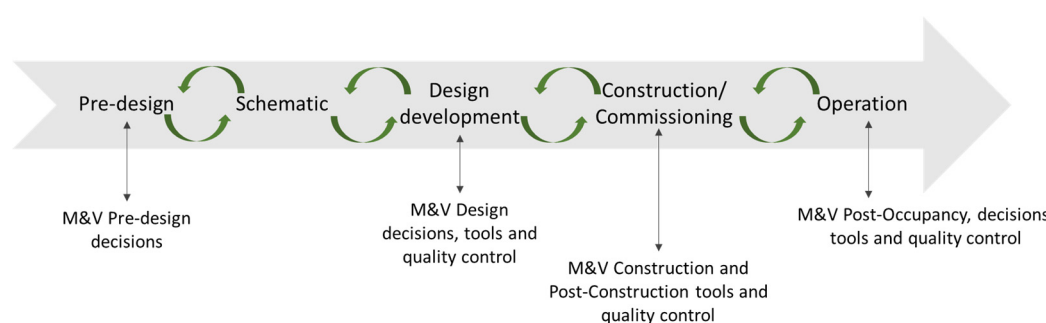 Pre-design
Schematic
Design
development
Construction/
Commissioning
Operation
M&V Pre-design
decisions
M&V Design
decisions, tools and
quality control
M&V Construction and
Post-Construction tools and
quality control
M&V Post-Occupancy, decisions
tools and quality control